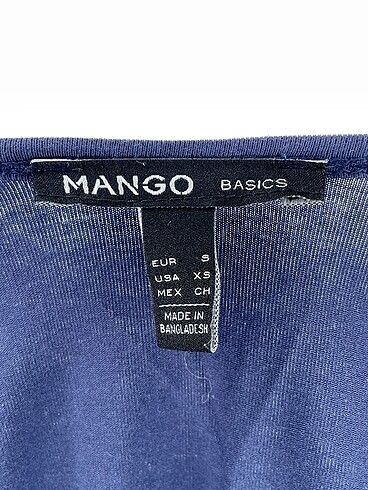 MANGO BASICS
EUR S
USA XS
MEX CH
MADE IN
BANGLADESH